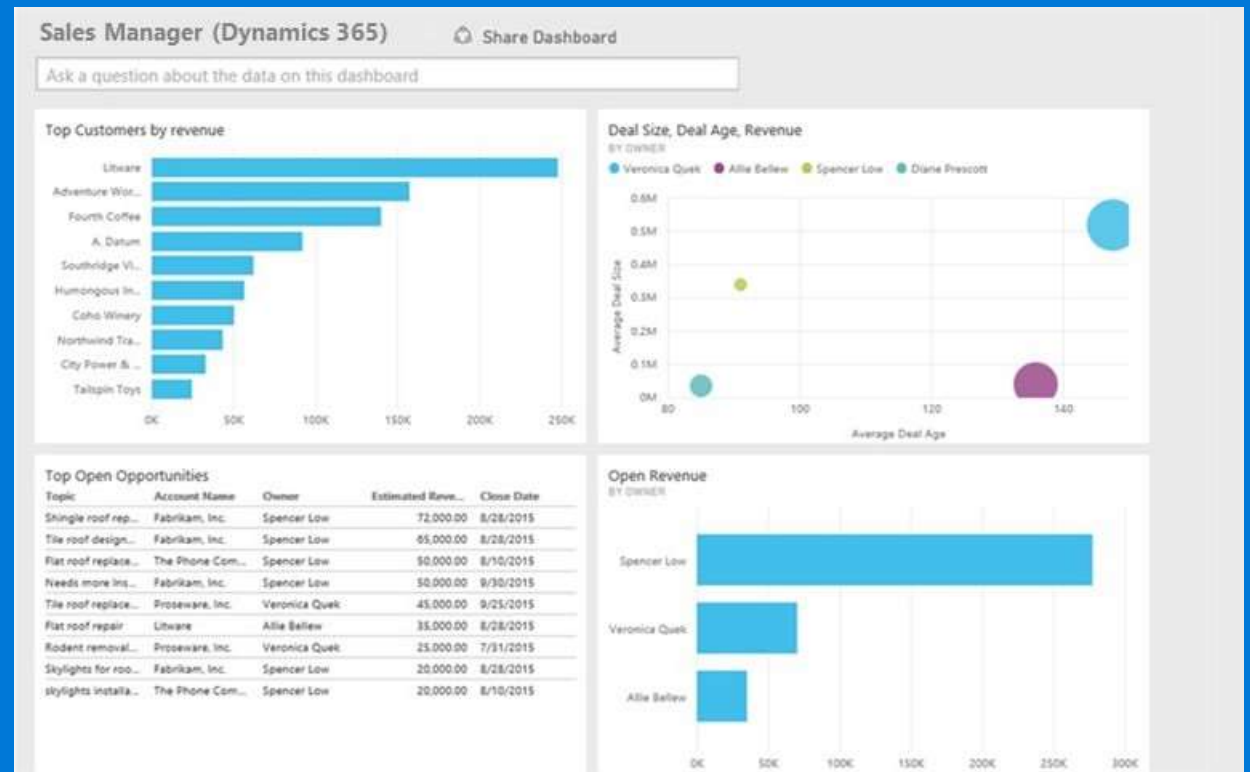 Sales Manager (Dynamics 365)
Share Dashboard
Ask a question about the data on this dashboard
Top Customers by revenue
Litware
Adventure Wor...
Fourth Coffee
A. Datum
Southridge Vi...
Humongous In...
Coho Winery
Northwind Tra...
City Power & ...
Tailspin Toys
0K 50K 100K 150K 200K 250K
Deal Size, Deal Age, Revenue
BY OWNER
Veronica Quek Allie Bellew Spencer Low Diane Prescott
Average Deal Size
0.6M
0.5M
0.4M
0.3M
0.2M
0.1M
0M
80 100 120 140
Average Deal Age
Top Open Opportunities
Topic Account Name Owner Estimated Reve... Close Date
Shingle roof rep... Fabrikam, Inc. Spencer Low 72,000.00 8/28/2015
Tile roof design... Fabrikam, Inc. Spencer Low 65,000.00 8/28/2015
Flat roof replace... The Phone Com... Spencer Low 50,000.00 8/10/2015
Needs more Ins... Fabrikam, Inc. Spencer Low 50,000.00 9/30/2015
Tile roof replace... Proseware, Inc. Veronica Quek 45,000.00 9/25/2015
Flat roof repair Litware Allie Bellew 35,000.00 8/28/2015
Rodent removal... Proseware, Inc. Veronica Quek 25,000.00 7/31/2015
Skylights for roo... Fabrikam, Inc. Spencer Low 20,000.00 8/28/2015
skylights installa... The Phone Com... Spencer Low 20,000.00 8/10/2015
Open Revenue
BY OWNER
Spencer Low
Veronica Quek
Allie Bellew
0K 50K 100K 150K 200K 250K 300K